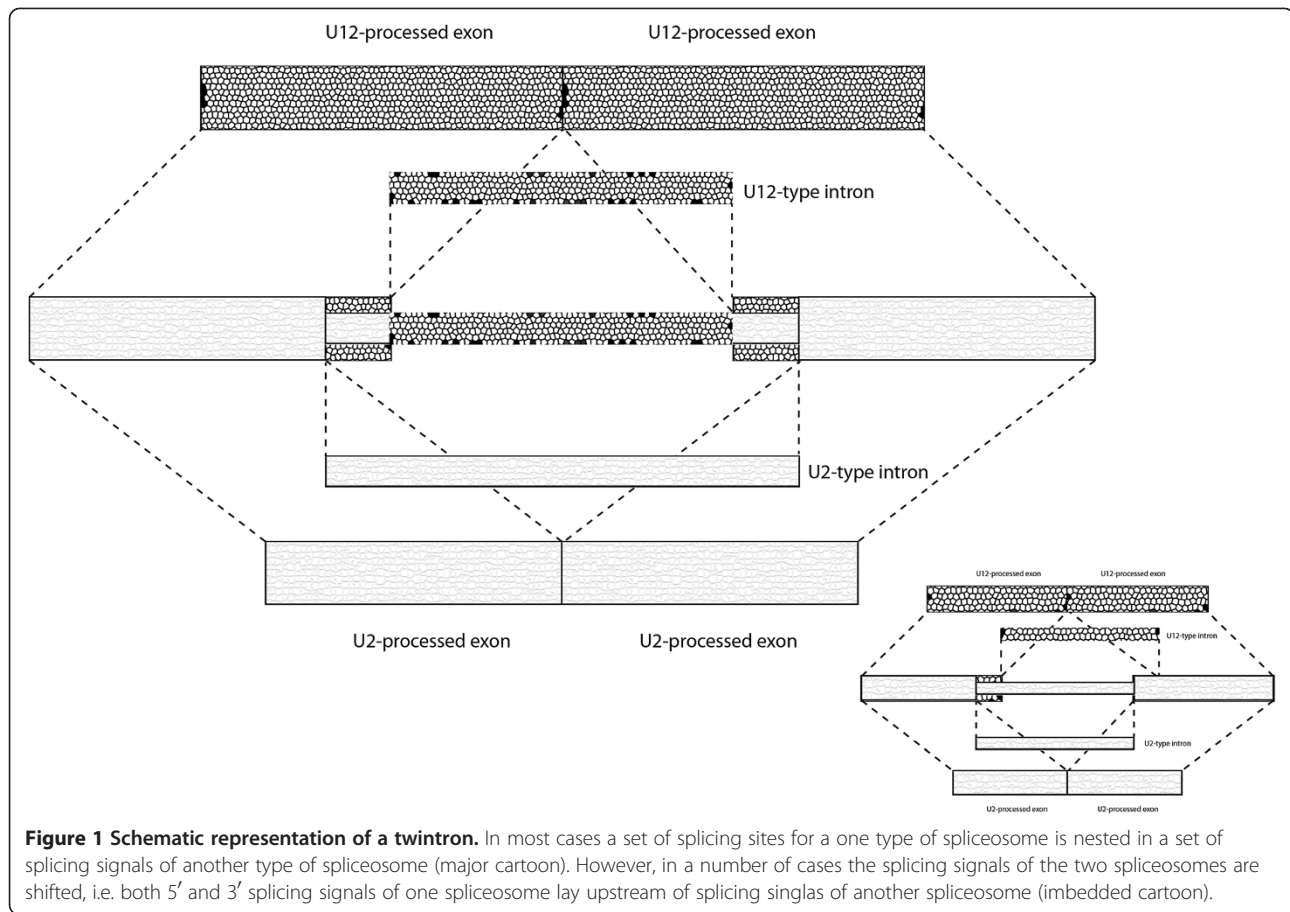 U12-processed exon U12-processed exon
U12-type intron
U2-type intron
U2-processed exon U2-processed exon
U12-processed exon U12-processed exon
U12-type intron
U2-type intron
U2-processed exon U2-processed exon
Figure 1 Schematic representation of a twintron. In most cases a set of splicing sites for a one type of spliceosome is nested in a set of
splicing signals of another type of spliceosome (major cartoon). However, in a number of cases the splicing signals of the two spliceosomes are
shifted, i.e. both 5′ and 3′ splicing signals of one spliceosome lay upstream of splicing singlas of another spliceosome (imbedded cartoon).